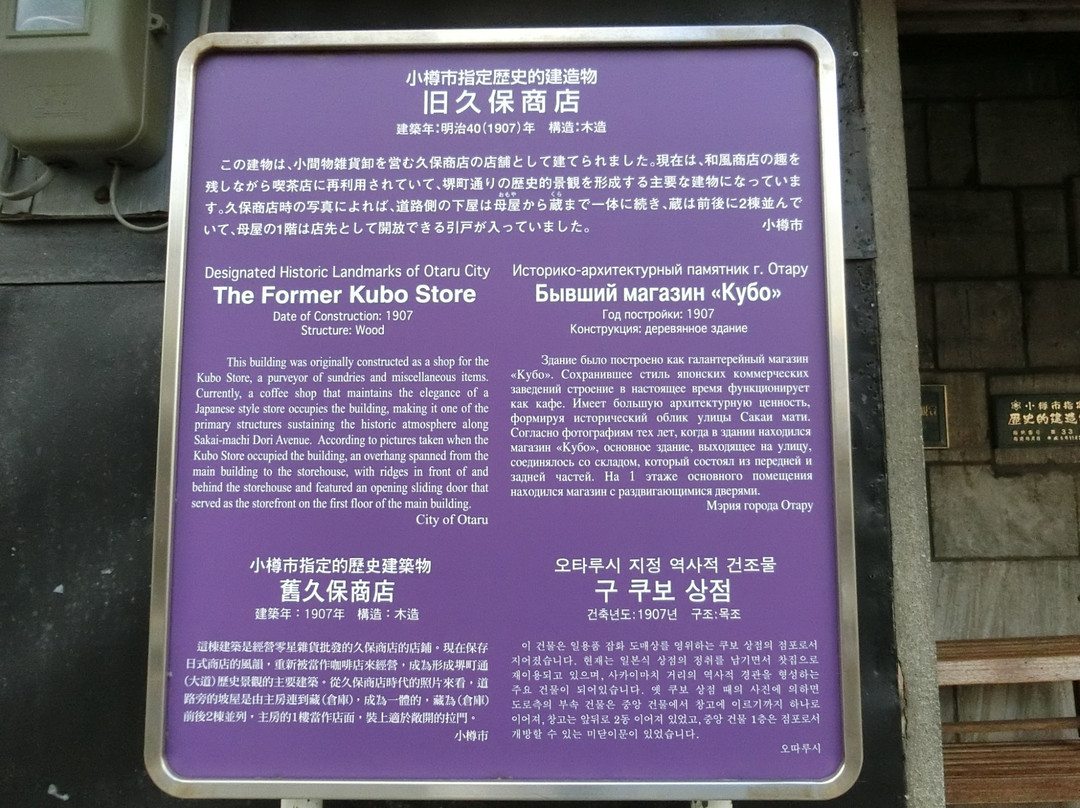 小樽市指定歴史的建造物
旧久保商店
建築年:明治40(1907)年 構造:木造
この建物は、小間物雑貨卸を営む久保商店の店舗として建てられました。現在は、和風商店の趣を
残しながら喫茶店に再利用されていて、堺町通りの歴史的景観を形成する主要な建物になっていま
す。久保商店時の写真によれば、道路側の下屋は母屋から蔵まで一体に続き、蔵は前後に2棟並んで
おもや くら
いて、母屋の1階は店先として開放できる引戸が入っていました。
小樽市
Designated Historic Landmarks of Otaru City
The Former Kubo Store
Date of Construction: 1907
Structure: Wood
This building was originally constructed as a shop for the
Kubo Store, a purveyor of sundries and miscellaneous items.
Currently, a coffee shop that maintains the elegance of a
Japanese style store occupies the building, making it one of the
primary structures sustaining the historic atmosphere along
Sakai-machi Dori Avenue. According to pictures taken when the
Kubo Store occupied the building, an overhang spanned from the
main building to the storehouse, with ridges in front of and
behind the storehouse and featured an opening sliding door that
served as the storefront on the first floor of the main building.
City of Otaru
Историко-архитектурный памятник г. Отару
Бывший магазин «Кубо»
Год постройки: 1907
Конструкция: деревянное здание
Здание было построено как галантерейный магазин
«Кубо». Сохранившее стиль японских коммерческих
заведений строение в настоящее время функционирует
как кафе. Имеет большую архитектурную ценность,
формируя исторический облик улицы Сакаи мати.
Согласно фотографиям тех лет, когда в здании находился
магазин «Кубо», основное здание, выходящее на улицу,
соединялось со складом, который состоял из передней и
задней частей. На 1 этаже основного помещения
находился магазин с раздвигающимися дверями.
Мэрия города Отару
小樽市指定的歷史建築物
舊久保商店
建築年：1907年 構造：木造
這棟建築是經營零星雜貨批發的久保商店的店鋪。現在保存
日式商店的風韻，重新被當作咖啡店來經營，成為形成堺町通
(大道)歷史景觀的主要建築。從久保商店時代的照片來看，道
路旁的坡屋是由主房連到藏(倉庫)，成為一體的，藏為(倉庫)
前後2棟並列，主房的1樓當作店面，裝上適於敞開的拉門。
小樽市
오타루시 지정 역사적 건조물
구 쿠보 상점
건축년도:1907년 구조:목조
이 건물은 일용품 잡화 도매상을 영위하는 쿠보 상점의 점포로서
지어졌습니다. 현재는 일본식 상점의 정취를 남기면서 찻집으로
재이용되고 있으며, 사카이마치 거리의 역사적 경관을 형성하는
주요 건물이 되어있습니다. 옛 쿠보 상점 때의 사진에 의하면
도로측의 부속 건물은 중앙 건물에서 창고에 이르기까지 하나로
이어져, 창고는 앞뒤로 2동 이어져 있었고, 중앙 건물 1층은 점포로서
개방할 수 있는 미닫이문이 있었습니다.
오따루시
小樽市指定
歴史的建造